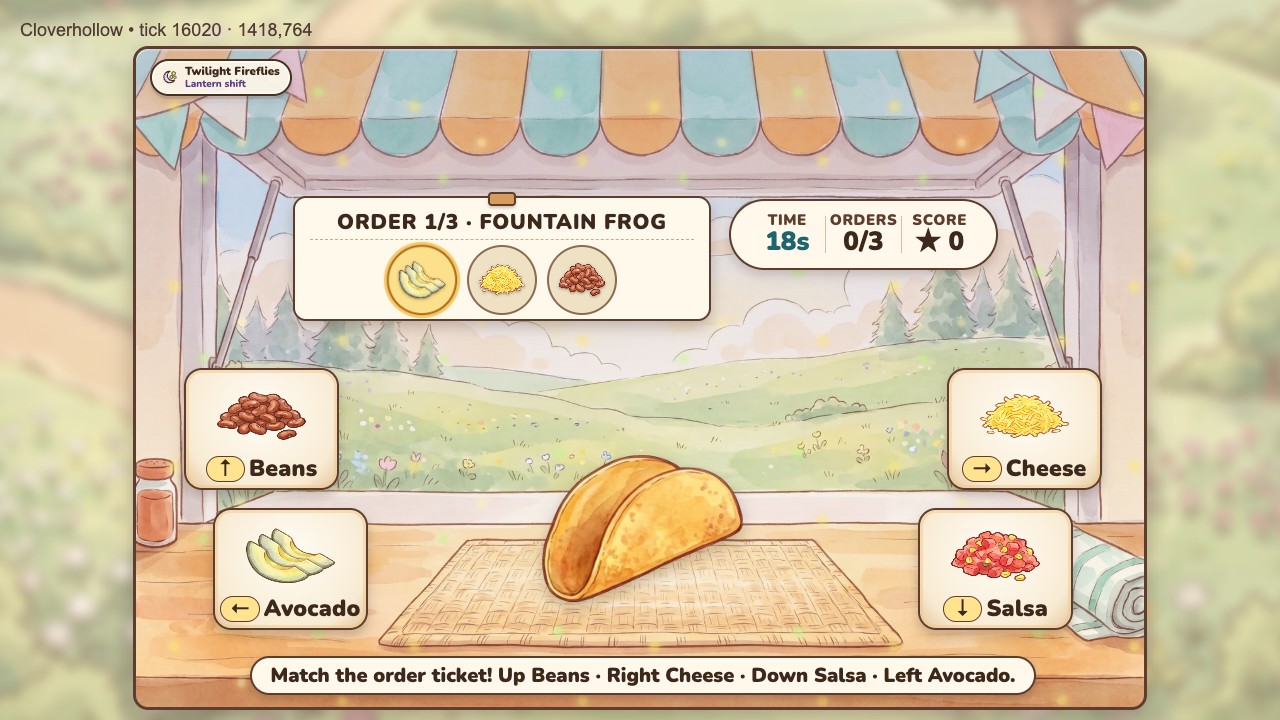 Cloverhollow • tick 16020 · 1418,764
Twilight Fireflies
Lantern shift
ORDER 1/3 · FOUNTAIN FROG
TIME ORDERS SCORE
18s 0/3 ★ 0
↑ Beans
→ Cheese
← Avocado
↓ Salsa
Match the order ticket! Up Beans · Right Cheese · Down Salsa · Left Avocado.